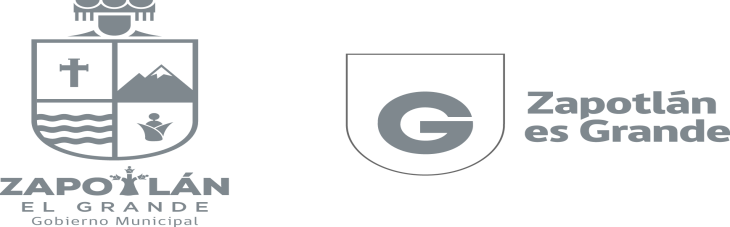 ZAPOTLÁN
EL GRANDE
Gobierno Municipal
G
Zapotlán
es Grande